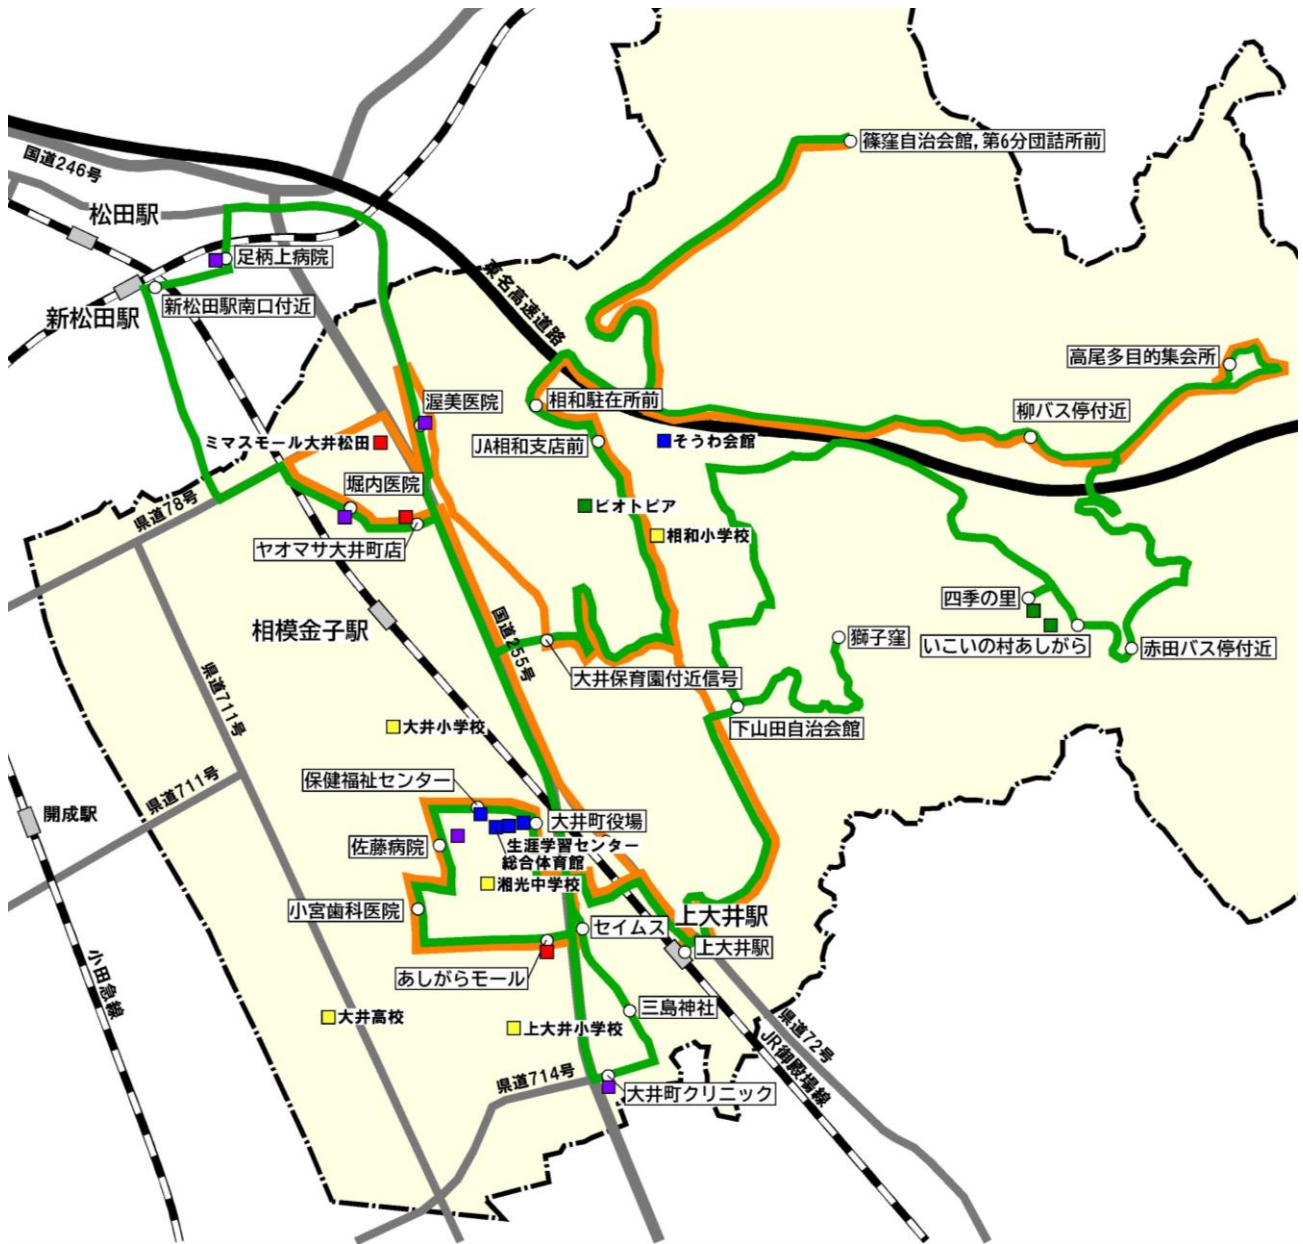 篠窪自治会館,第6分団詰所前
国道246号
松田駅
足柄上病院
東名高速道路
新松田駅南口付近
新松田駅
高尾多目的集会所
渥美医院
相和駐在所前
柳バス停付近
ミマスモール大井松田
JA相和支店前
そうわ会館
堀内医院
県道78号
ビオトピア
相和小学校
ヤオマサ大井町店
四季の里
相模金子駅
国道255号
獅子窪
いこいの村あしがら
赤田バス停付近
大井保育園付近信号
県道711号
大井小学校
下山田自治会館
保健福祉センター
県道711号
開成駅
大井町役場
佐藤病院
生涯学習センター
総合体育館
湘光中学校
小宮歯科医院
上大井駅
セイムス
上大井駅
小田急線
あしがらモール
三島神社
大井高校
上大井小学校
県道72号
JR御殿場線
県道714号
大井町クリニック